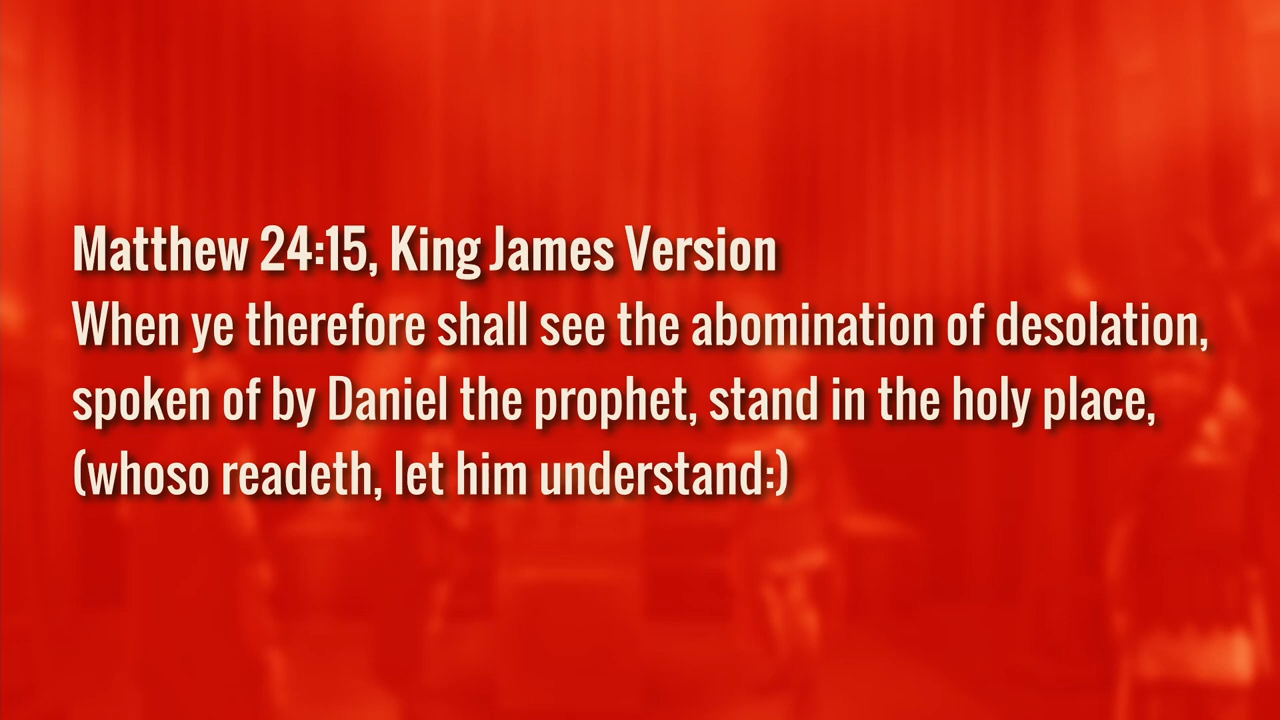 Matthew 24:15, King James Version
When ye therefore shall see the abomination of desolation,
spoken of by Daniel the prophet, stand in the holy place,
(whoso readeth, let him understand:)